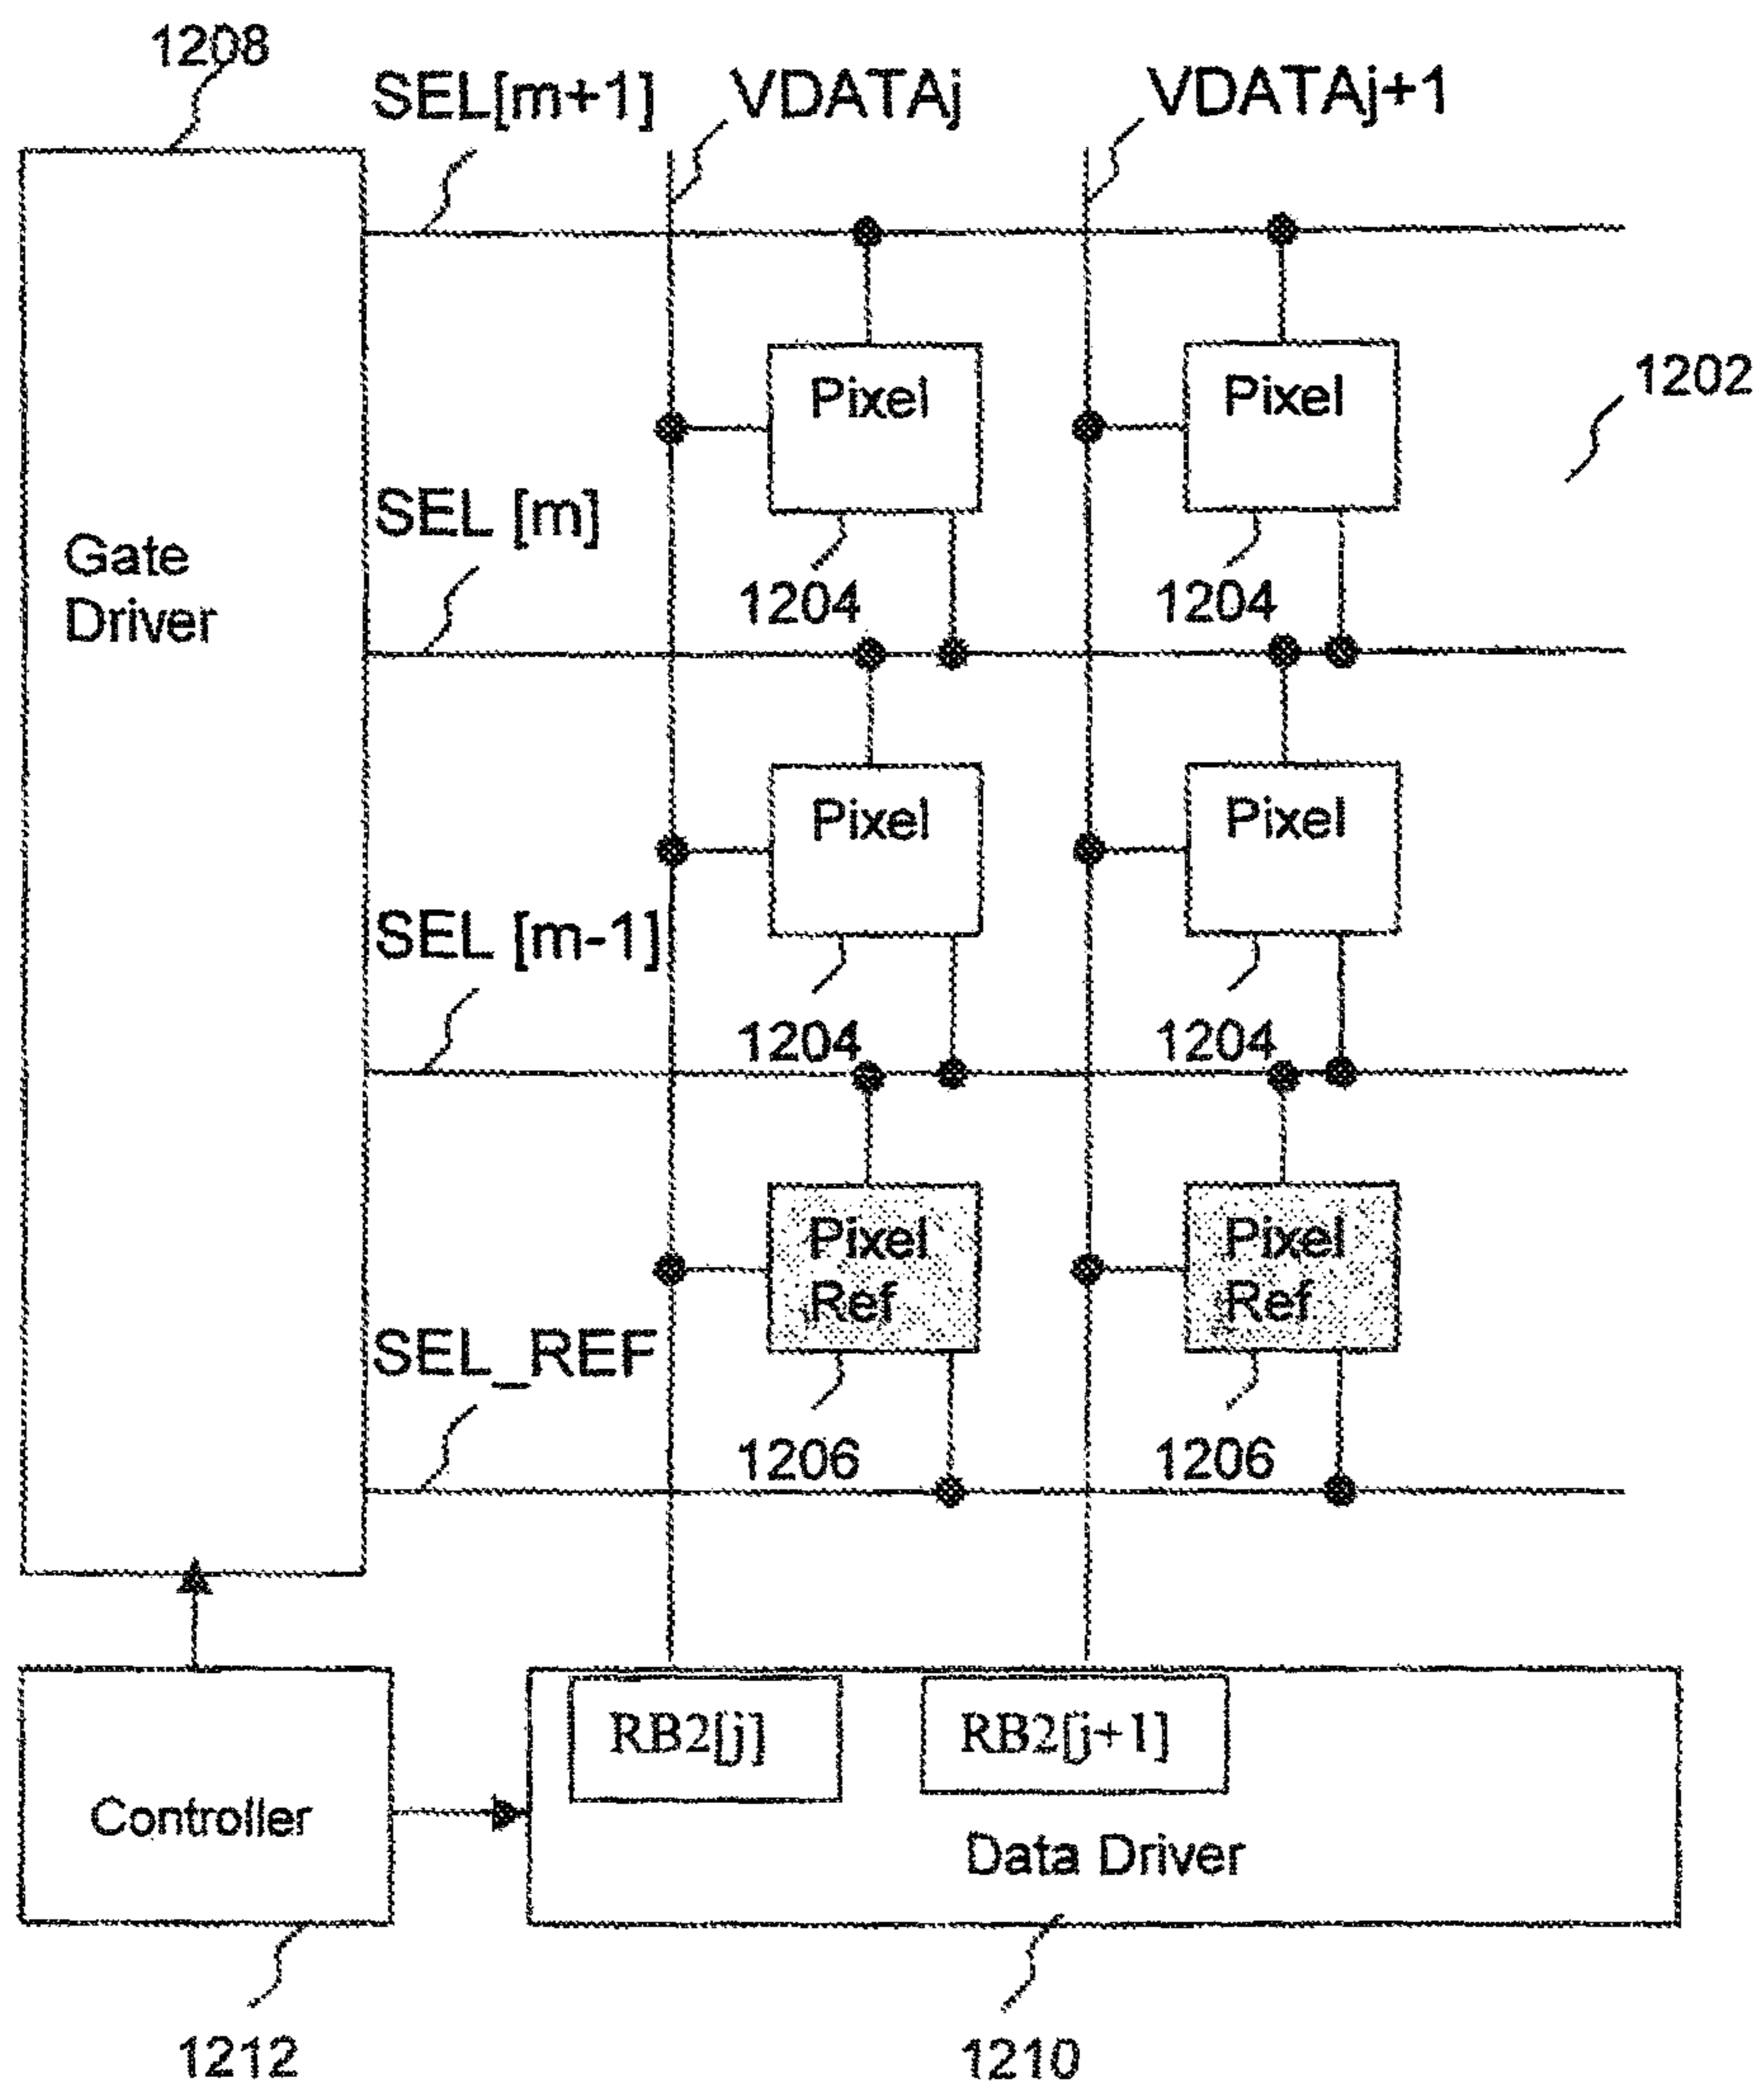 1208
SEL[m+1]
VDATAj
VDATAj+1
Pixel
Pixel
1202
SEL [m]
Gate
Driver
1204
1204
Pixel
Pixel
SEL [m-1]
1204
1204
Pixel
Ref
Pixel
Ref
SEL_REF
1206
1206
RB2[j]
RB2[j+1]
Controller
Data Driver
1212
1210